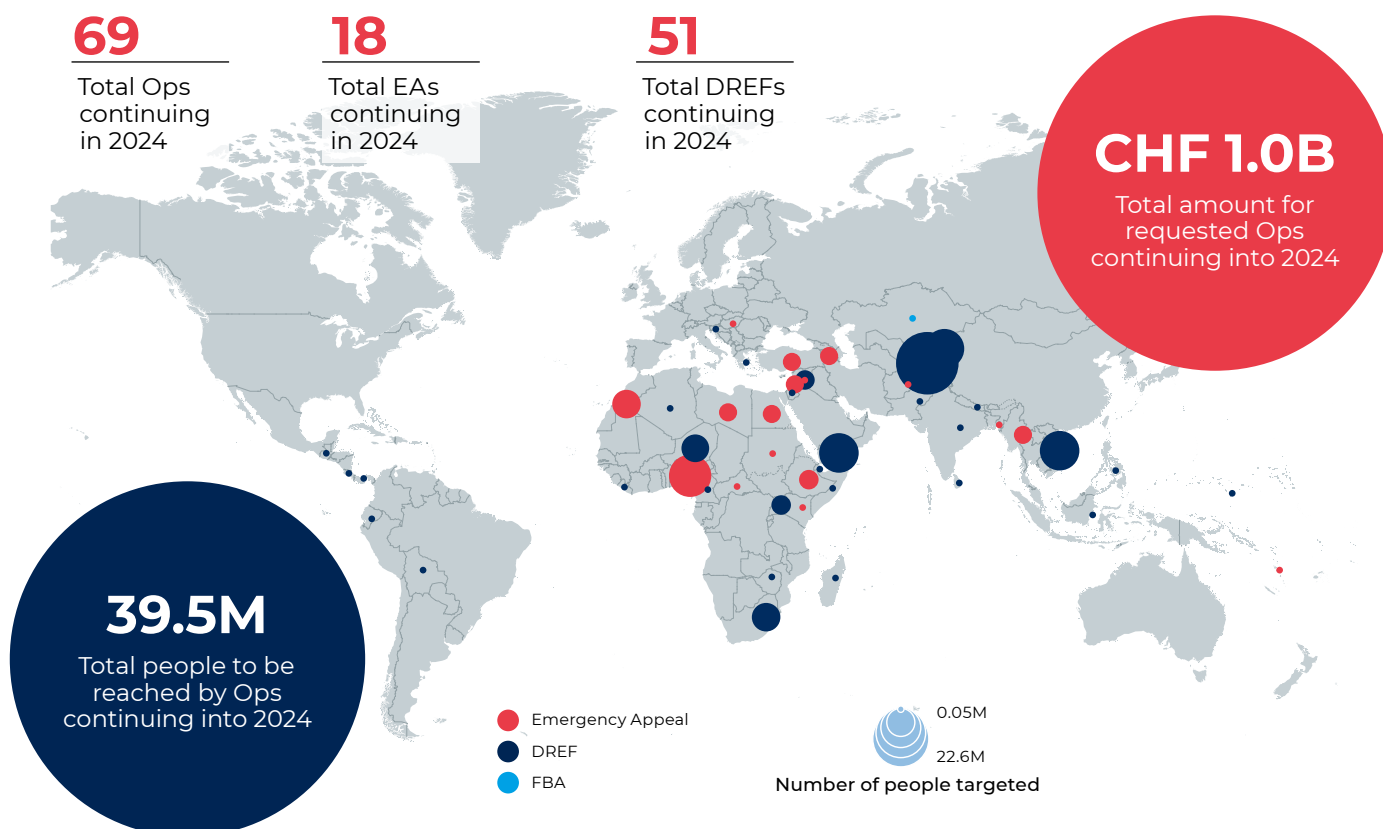 69
Total Ops
continuing
in 2024
18
Total EAs
continuing
in 2024
51
Total DREFs
continuing
in 2024
CHF 1.0B
Total amount for
requested Ops
continuing into 2024
39.5M
Total people to be
reached by Ops
continuing into 2024
Emergency Appeal
DREF
FBA
0.05M
22.6M
Number of people targeted